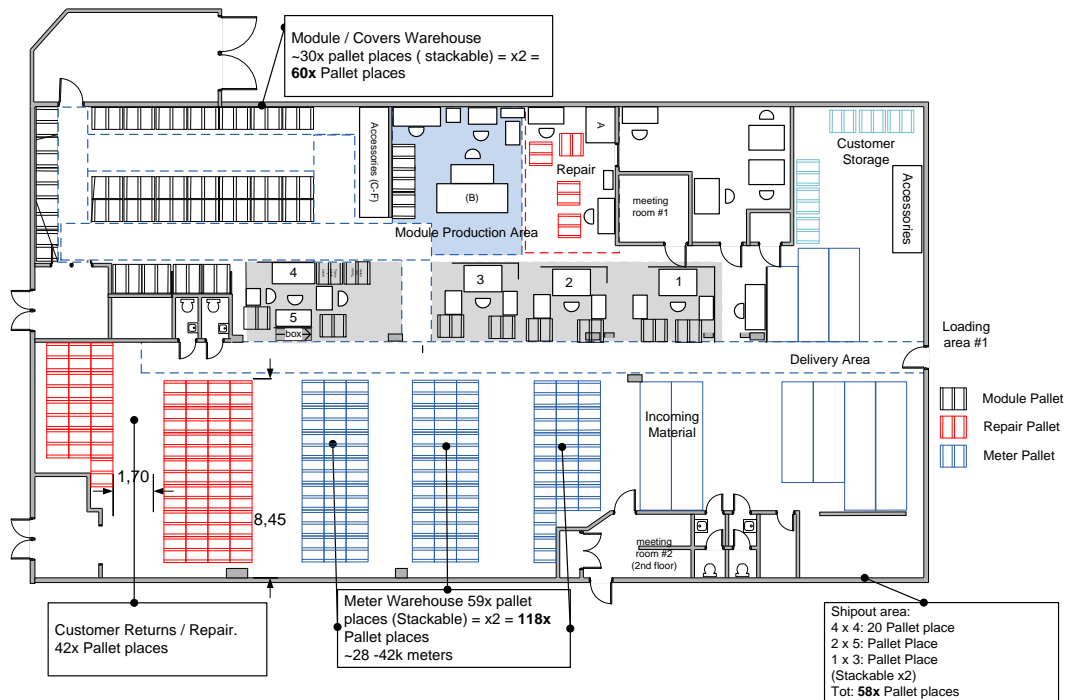 Module / Covers Warehouse
~30x pallet places ( stackable) = x2 =
60x Pallet places
Accessories (C-F)
(B)
Module Production Area
A
Repair
meeting
room #1
Customer
Storage
Accessories
4
5
box
3
2
1
Loading
area #1
Delivery Area
Incoming
Material
Module Pallet
Repair Pallet
Meter Pallet
1,70
8,45
meeting
room #2
(2nd floor)
Customer Returns / Repair.
42x Pallet places
Meter Warehouse 59x pallet
places (Stackable) = x2 = 118x
Pallet places
~28 -42k meters
Shipout area:
4 x 4: 20 Pallet place
2 x 5: Pallet Place
1 x 3: Pallet Place
(Stackable x2)
Tot: 58x Pallet places